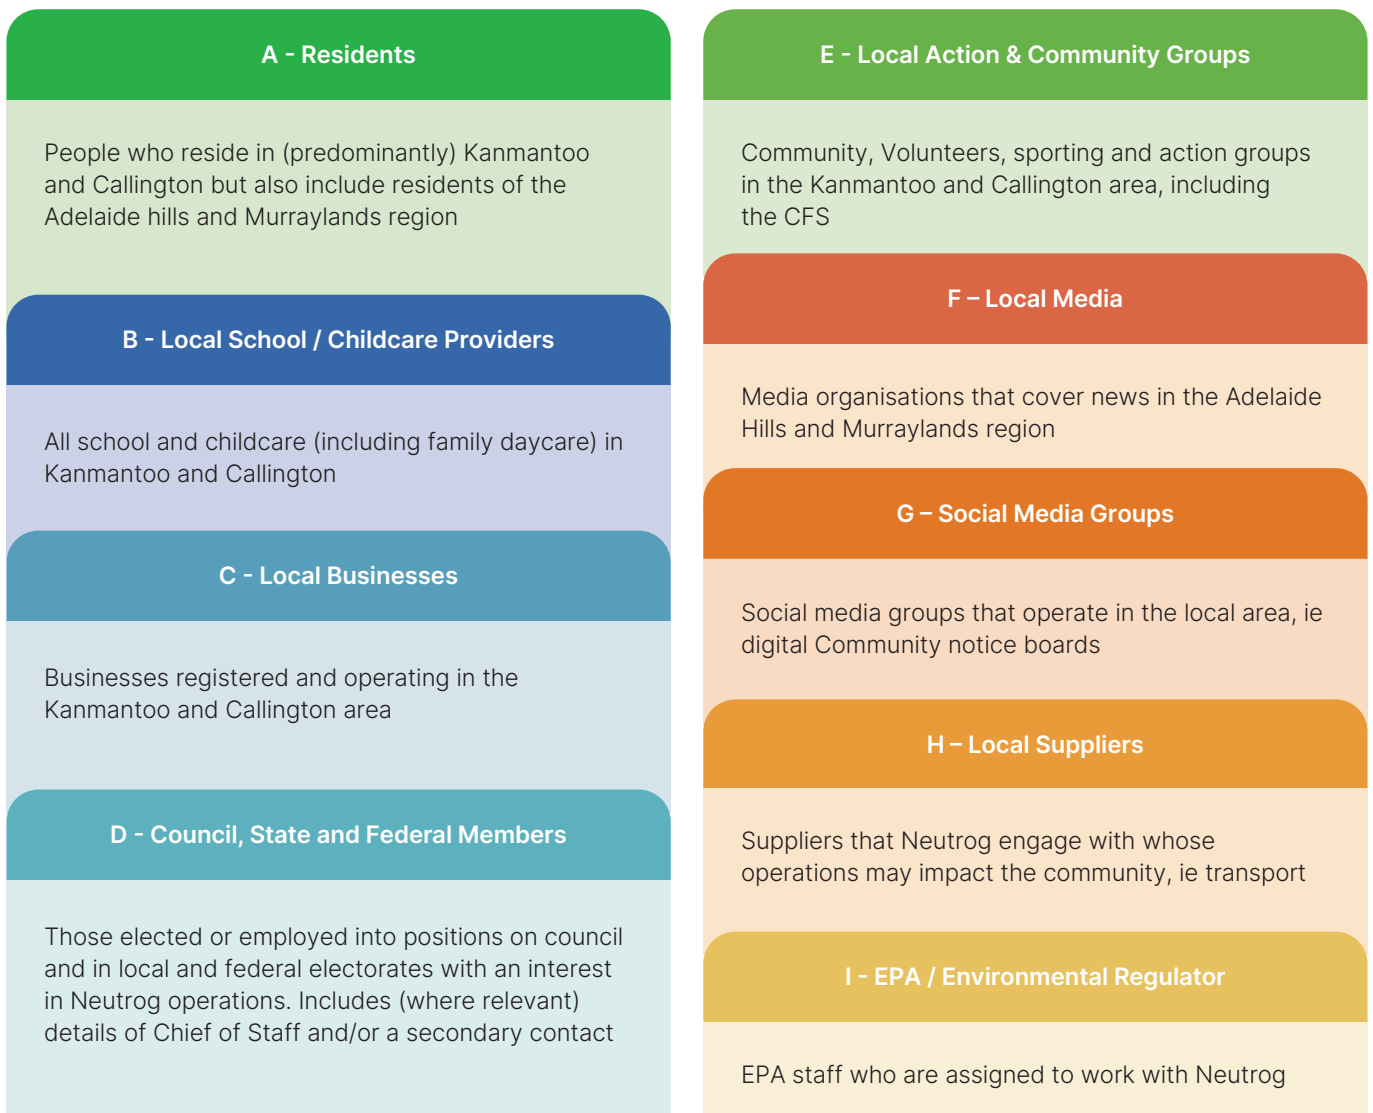 A - Residents
People who reside in (predominantly) Kanmantoo
and Callington but also include residents of the
Adelaide hills and Murraylands region
B - Local School / Childcare Providers
All school and childcare (including family daycare) in
Kanmantoo and Callington
C - Local Businesses
Businesses registered and operating in the
Kanmantoo and Callington area
D - Council, State and Federal Members
Those elected or employed into positions on council
and in local and federal electorates with an interest
in Neutrog operations. Includes (where relevant)
details of Chief of Staff and/or a secondary contact
E - Local Action & Community Groups
Community, Volunteers, sporting and action groups
in the Kanmantoo and Callington area, including
the CFS
F – Local Media
Media organisations that cover news in the Adelaide
Hills and Murraylands region
G – Social Media Groups
Social media groups that operate in the local area, ie
digital Community notice boards
H – Local Suppliers
Suppliers that Neutrog engage with whose
operations may impact the community, ie transport
I - EPA / Environmental Regulator
EPA staff who are assigned to work with Neutrog